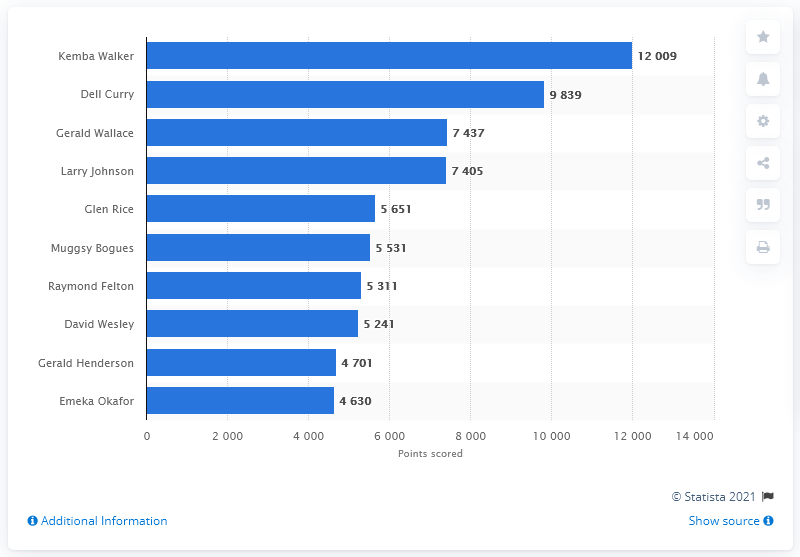 Kemba Walker 12 009
Dell Curry 9 839
Gerald Wallace 7 437
Larry Johnson 7 405
Glen Rice 5 651
Muggsy Bogues 5 531
Raymond Felton 5 311
David Wesley 5 241
Gerald Henderson 4 701
Emeka Okafor 4 630
0 2 000 4 000 6 000 8 000 10 000 12 000 14 000
Points scored
© Statista 2021
Additional Information Show source